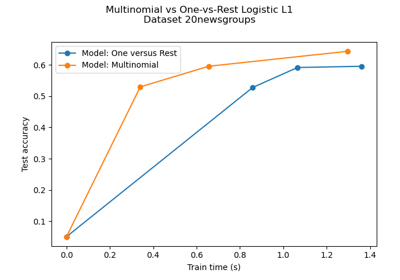 Multinomial vs One-vs-Rest Logistic L1
Dataset 20newsgroups
Model: One versus Rest
Model: Multinomial
Test accuracy
0.6
0.5
0.4
0.3
0.2
0.1
0.0 0.2 0.4 0.6 0.8 1.0 1.2 1.4
Train time (s)